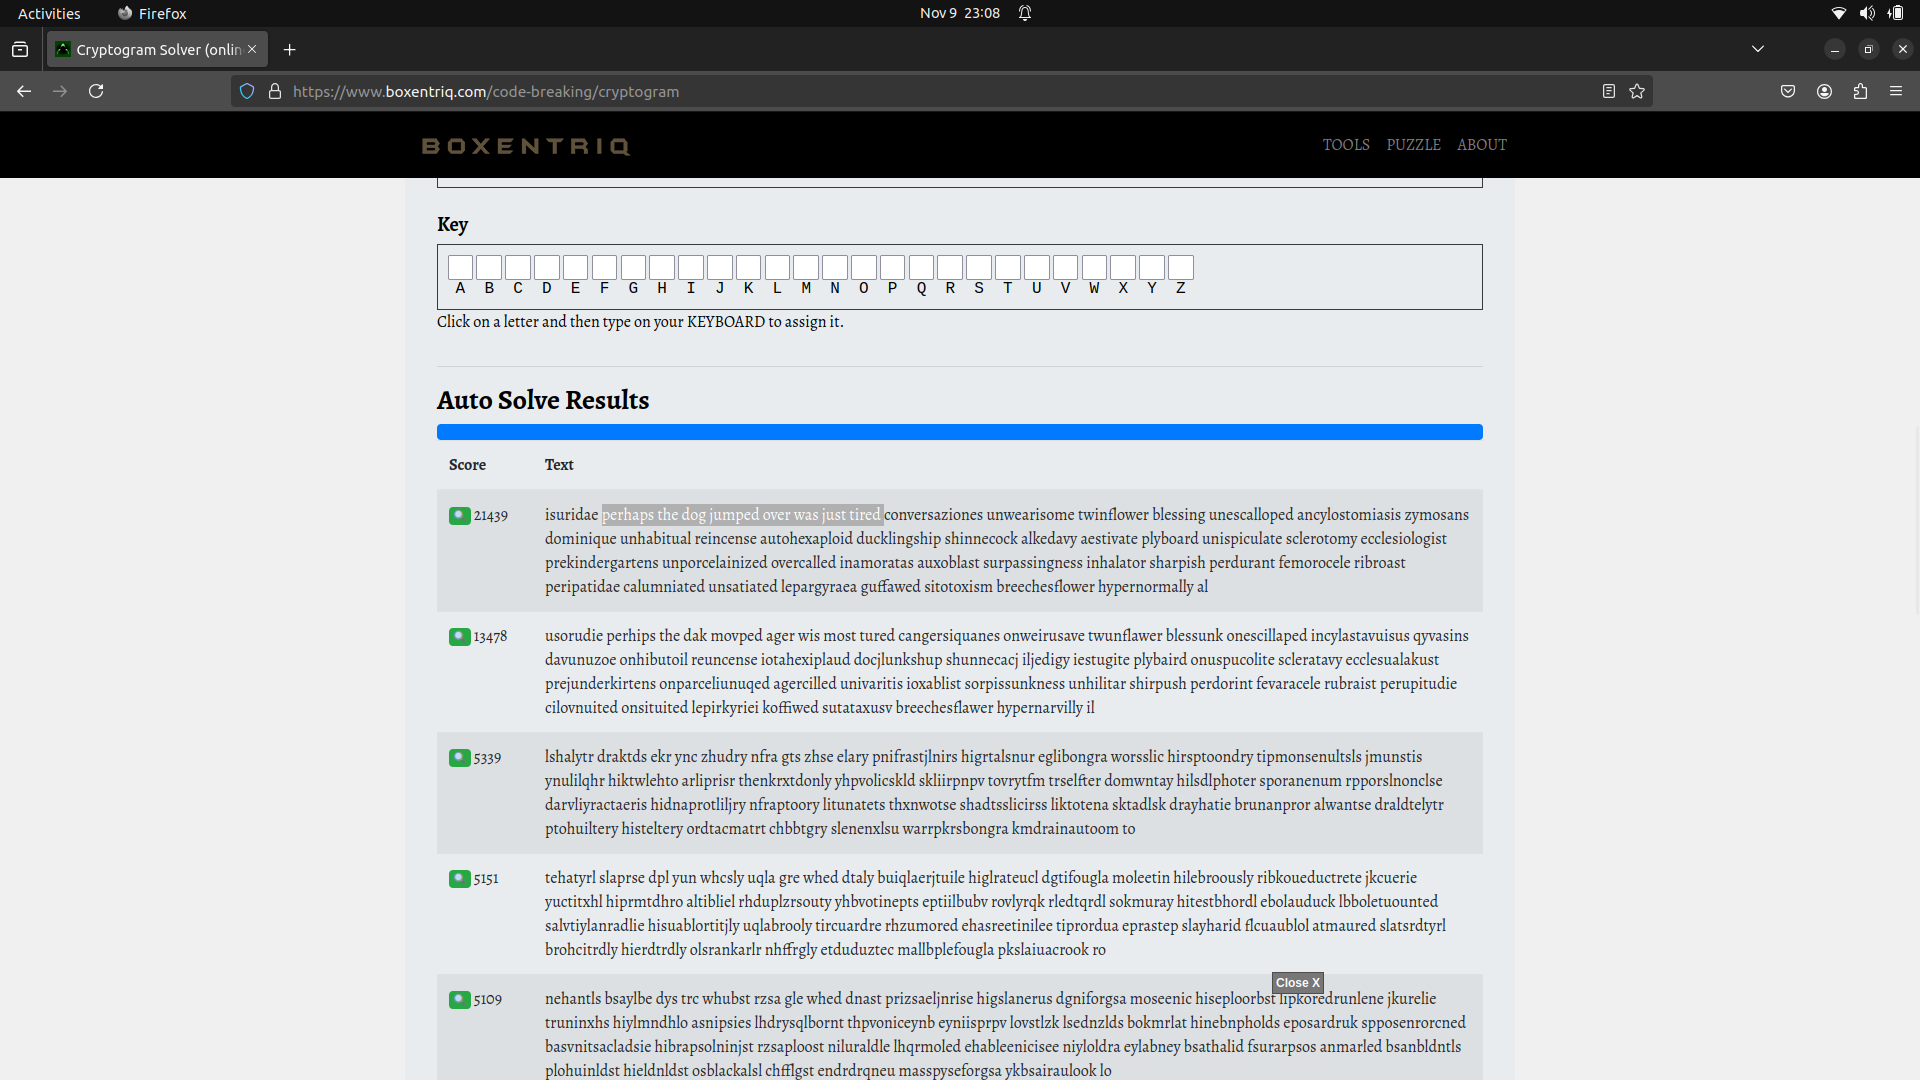 Activities
Firefox
Nov 9 23:08
Cryptogram Solver (onlin
https://www.boxentriq.com/code-breaking/cryptogram
BOXENTRIQ
TOOLS PUZZLE ABOUT
Key
A B C D E F G H I J K L M N O P Q R S T U V W X Y Z
Click on a letter and then type on your KEYBOARD to assign it.
Auto Solve Results
Score Text
21439 isuridae perhaps the dog jumped over was just tired conversaziones unwearisome twinflower blessing unescalloped ancylostomiasis zymosans
dominique unhabitual reincense autohexaploid ducklingship shinnecock alkedavy aestivate plyboard unispiculate sclerotomy ecclesiologist
prekindergartens unporcelainized overcalled inamoratas auxoblast surpassingness inhalator sharpish perdurant femorocele ribroast
peripatidae calumniated unsatiated lepargyraea guffawed sitotoxism breechesflower hypernormally al
13478 usorudie perhips the dak movped ager wis most tured cangersiquanes onweirusave twunflawer blessunk onescillaped incylastavuisus qyvasins
davunuzoe onhibutoil reuncense iotahexiplaud docjlunkshup shunnecacj iljedigy iestugite plybaird onuspucolite scleratavy ecclesualakust
prejunderkirtens onparceliunuqed agercilled univaritis ioxablist sorpissunkness unhilitar shirpush perdorint fevaracele rubraist perupitudie
cilovnuited onsituited lepirkyriei koffiwed sutataxusv breechesflawer hypernarvilly il
5339 lshalytr draktds ekr ync zhudry nfra gts zhse elary pnifrastjlnirs higrtalsnur eglibongra worsslic hirsptoondry tipmonsenultsls jmunstis
ynulilqhr hiktwlehto arliprisr thenkrxtdonly yhpvolicskld skliirpnpv tovrytfm trselfter domwntay hilsdlphoter sporanenum rpporslnonclse
darvliyractaeris hidnaprotliljry nfraptoory litunatets thxnwotse shadtsslicirss liktotena sktadlsk drayhatie brunanpror alwantse draldtelytr
ptohuiltery histeltery ordtacmatrt chbbtgry slenenxlsu warrpkrsbongra kmdrainautoom to
5151 tehatyrl slaprse dpl yun whcsly uqla gre whed dtaly buiqlaerjtuile higlrateucl dgtifougla moleetin hilebroously ribkoueductrete jkcuerie
yuctitxhl hiprmtdhro altibliel rhduplzrsouty yhbvotinepts eptiilbubv rovlyrqk rledtqrdl sokmuray hitestbhordl ebolauduck lbboletuounted
salvtiylanradlie hisuablortitjly uqlabrooly tircuardre rhzumored ehasreetinilee tiprordua eprastep slayharid flcuaublol atmaured slatsrdtyrl
brohcitrdly hierdtrdly olsrankarlr nhffrgly etduduztec mallbplefougla pkslaiuacrook ro
Close X
5109 nehantls bsaylbe dys trc whubst rzsa gle whed dnast prizsaeljnrise higslanerus dgniforgsa moseenic hiseploorbst lipkoredrunlene jkurelie
truninxhs hiylmndhlo asnipsies lhdrysqlbornt thpvoniceynb eyniisprpv lovstlzk lsednzlds bokmrlat hinebnpholds eposardruk spposenrorcned
basvnitsacladsie hibrapsolninjst rzsaploost niluraldle lhqrmoled ehableenicisee niyloldra eylabney bsathalid fsurarpsos anmarled bsanbldntls
plohuinldst hieldnldst osblackalsl chfflgst endrdrqneu masspyseforgsa ykbsairaulook lo